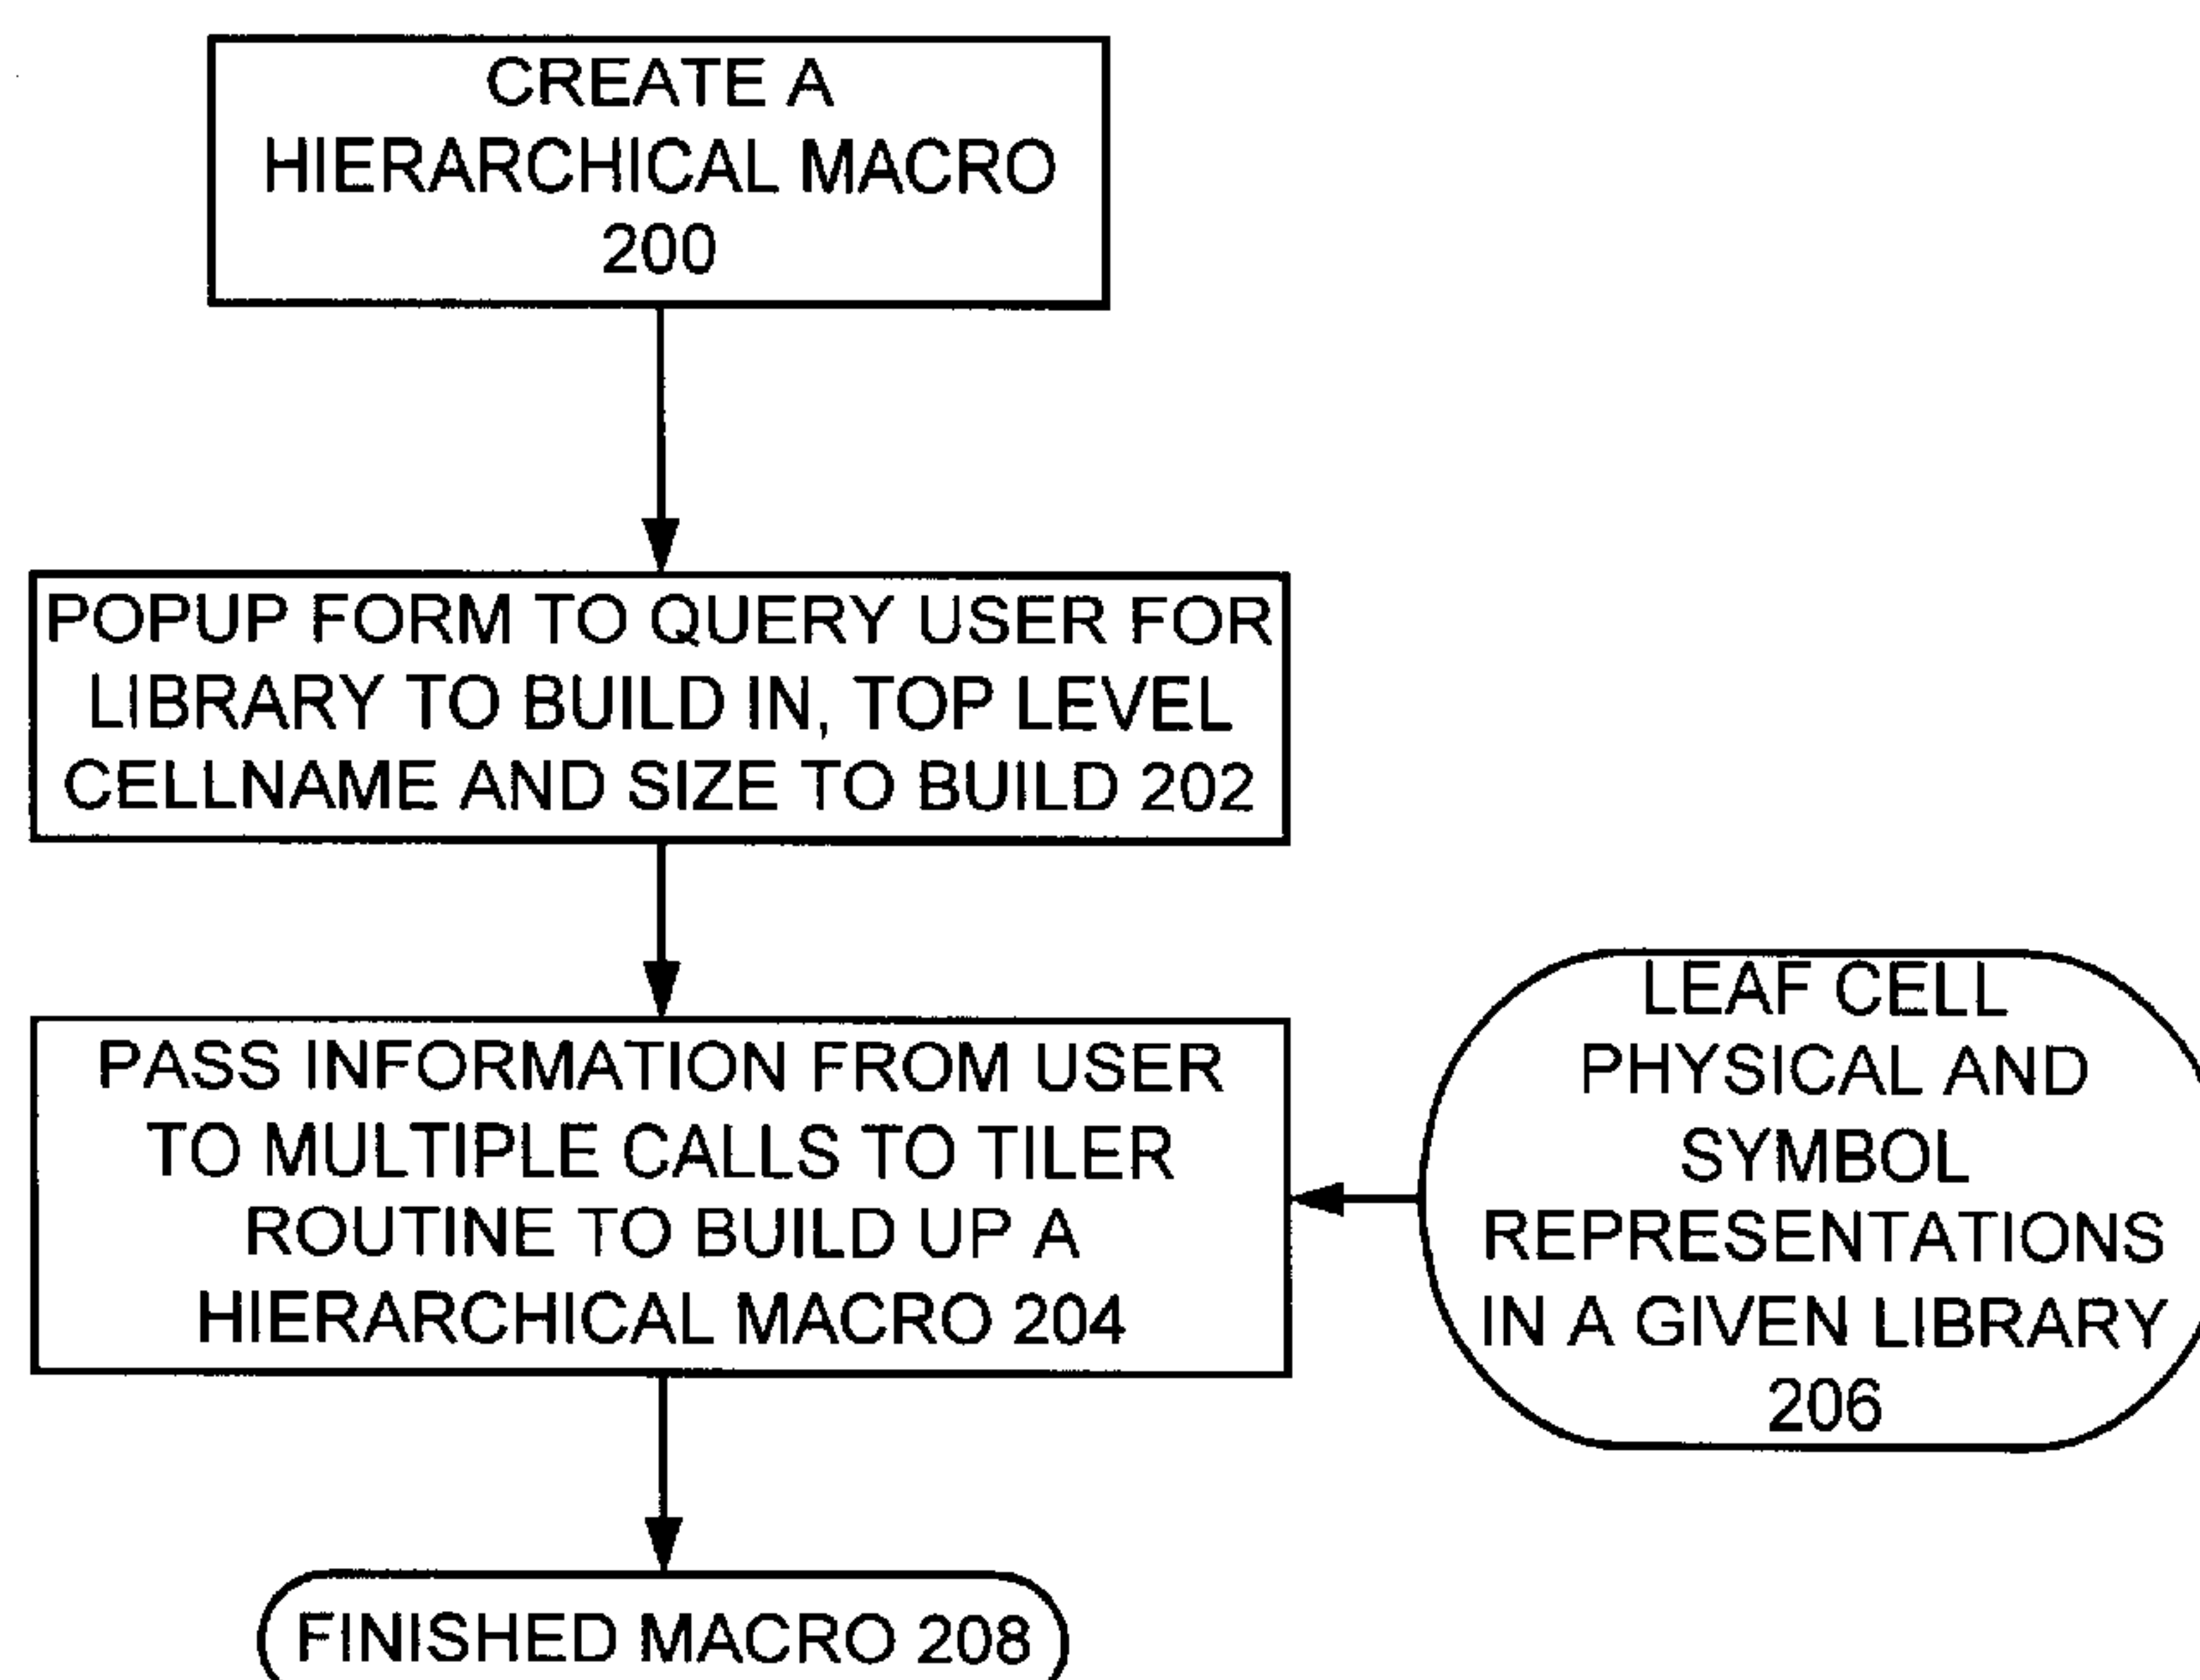 CREATE A
HIERARCHICAL MACRO
200
POPUP FORM TO QUERY USER FOR
LIBRARY TO BUILD IN, TOP LEVEL
CELLNAME AND SIZE TO BUILD 202
PASS INFORMATION FROM USER
TO MULTIPLE CALLS TO TILER
ROUTINE TO BUILD UP A
HIERARCHICAL MACRO 204
LEAF CELL
PHYSICAL AND
SYMBOL
REPRESENTATIONS
IN A GIVEN LIBRARY
206
FINISHED MACRO 208